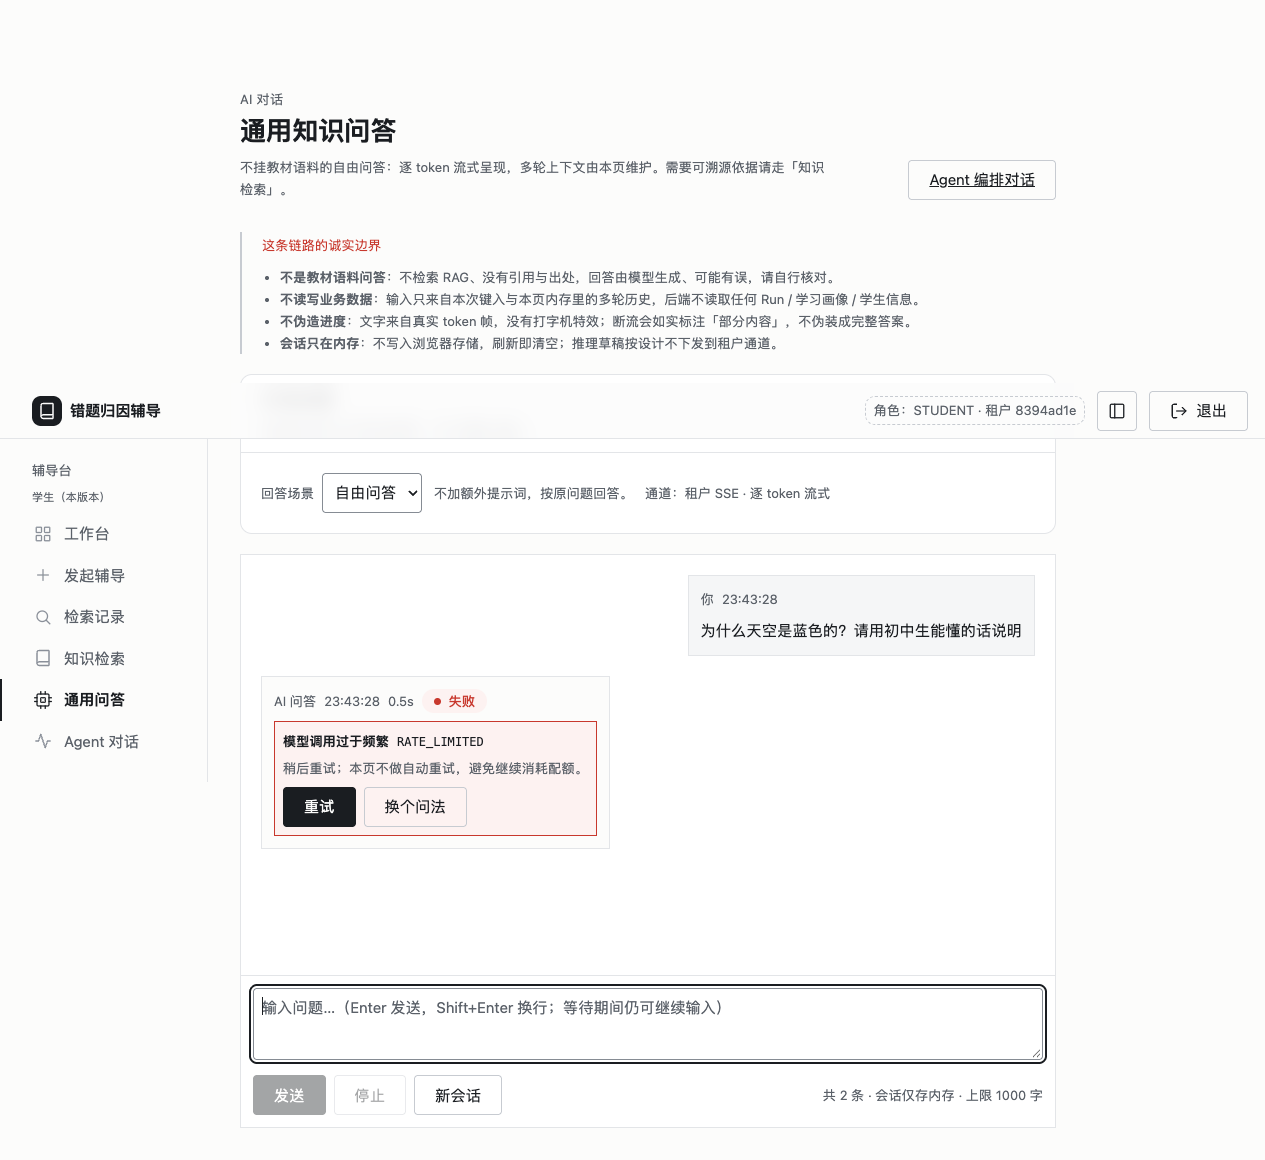 AI 对话
通用知识问答
不挂教材语料的自由问答：逐 token 流式呈现，多轮上下文由本页维护。需要可溯源依据请走「知识
检索」。
Agent 编排对话
这条链路的诚实边界
不是教材语料问答：不检索 RAG、没有引用与出处，回答由模型生成、可能有误，请自行核对。
不读写业务数据：输入只来自本次键入与本页内存里的多轮历史，后端不读取任何 Run / 学习画像 / 学生信息。
不伪造进度：文字来自真实 token 帧，没有打字机特效；断流会如实标注「部分内容」，不伪装成完整答案。
会话只在内存：不写入浏览器存储，刷新即清空；推理草稿按设计不下发到租户通道。
错题归因辅导
角色：STUDENT · 租户 8394ad1e
退出
辅导台
学生（本版本）
工作台
发起辅导
检索记录
知识检索
通用问答
Agent 对话
回答场景
自由问答
不加额外提示词，按原问题回答。 通道：租户 SSE · 逐 token 流式
你 23:43:28
为什么天空是蓝色的？请用初中生能懂的话说明
AI 问答 23:43:28 0.5s 失败
模型调用过于频繁 RATE_LIMITED
稍后重试；本页不做自动重试，避免继续消耗配额。
重试
换个问法
输入问题...（Enter 发送，Shift+Enter 换行；等待期间仍可继续输入）
发送
停止
新会话
共 2 条 · 会话仅存内存 · 上限 1000 字